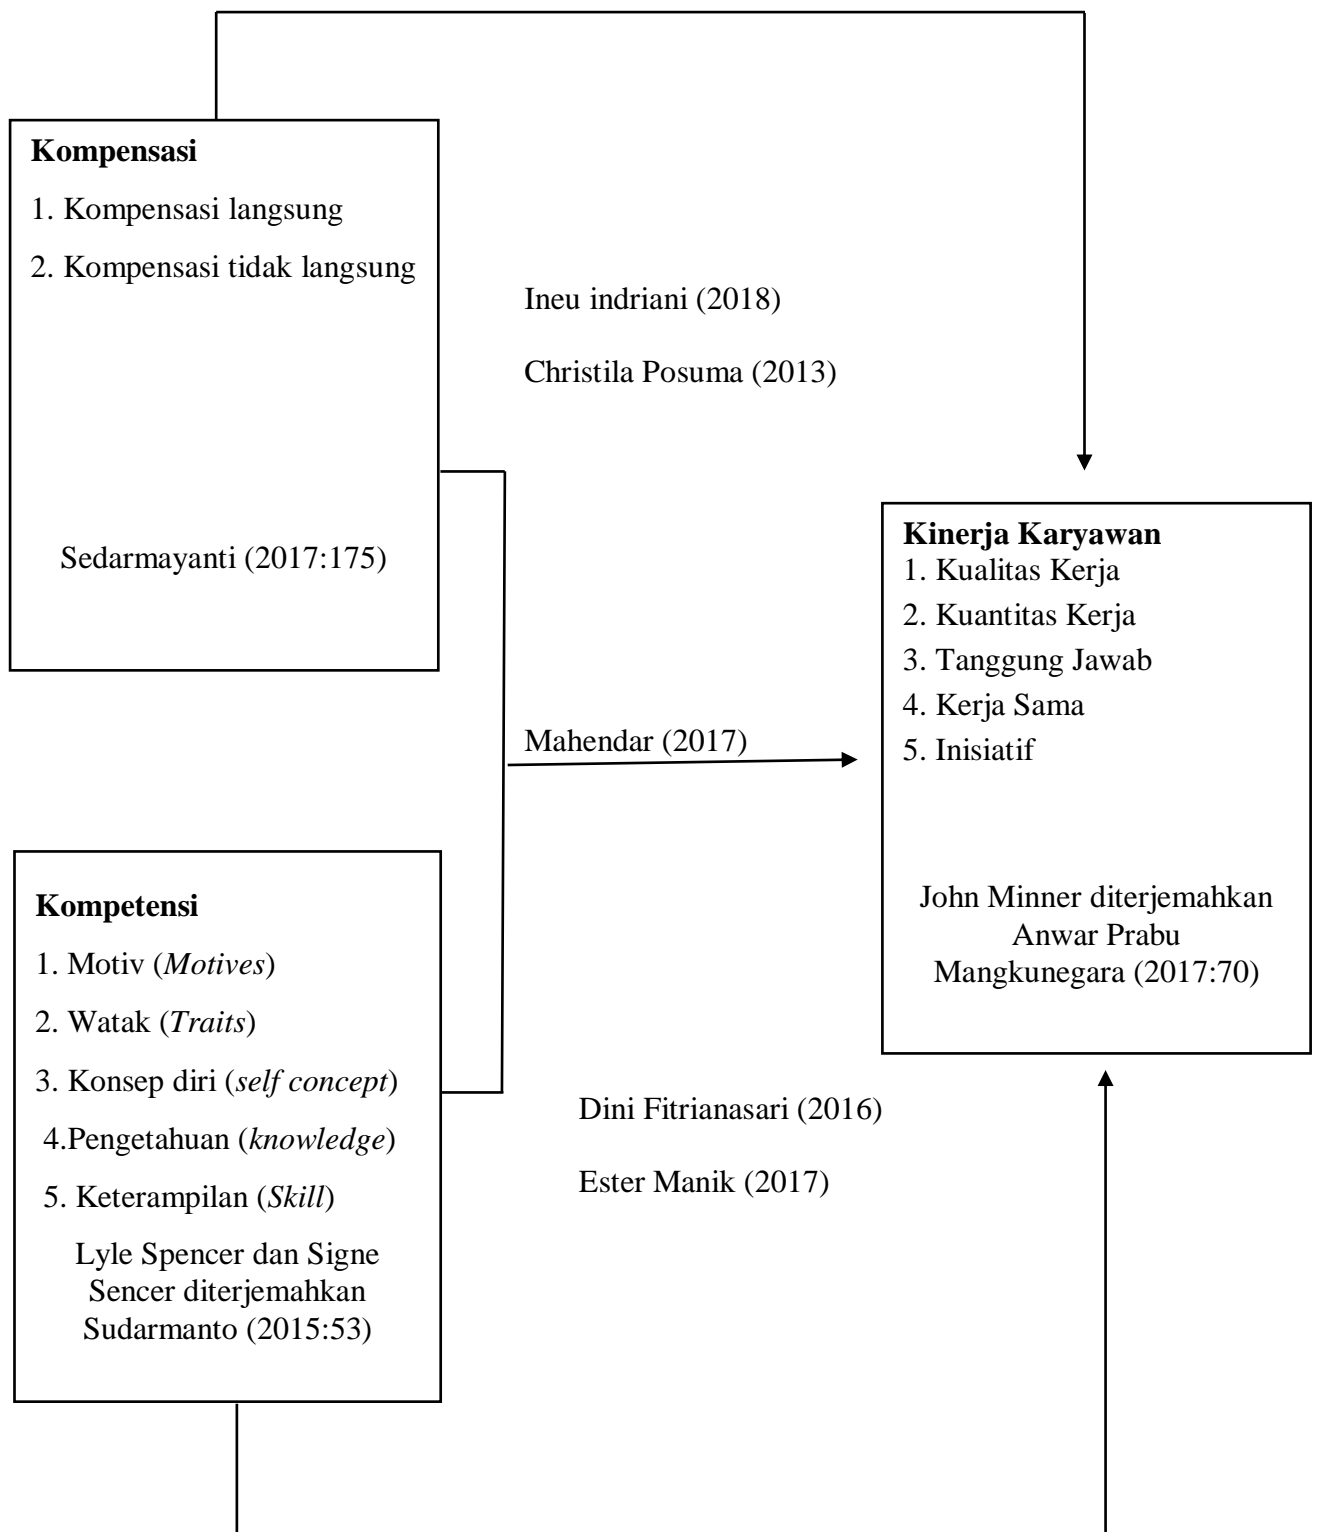 Kompensasi
1. Kompensasi langsung
2. Kompensasi tidak langsung
Sedarmayanti (2017:175)
Ineu indriani (2018)
Christila Posuma (2013)
Kinerja Karyawan
1. Kualitas Kerja
2. Kuantitas Kerja
3. Tanggung Jawab
4. Kerja Sama
5. Inisiatif
John Minner diterjemahkan
Anwar Prabu
Mangkunegara (2017:70)
Mahendar (2017)
Kompetensi
1. Motiv (Motives)
2. Watak (Traits)
3. Konsep diri (self concept)
4.Pengetahuan (knowledge)
5. Keterampilan (Skill)
Lyle Spencer dan Signe
Sencer diterjemahkan
Sudarmanto (2015:53)
Dini Fitrianasari (2016)
Ester Manik (2017)